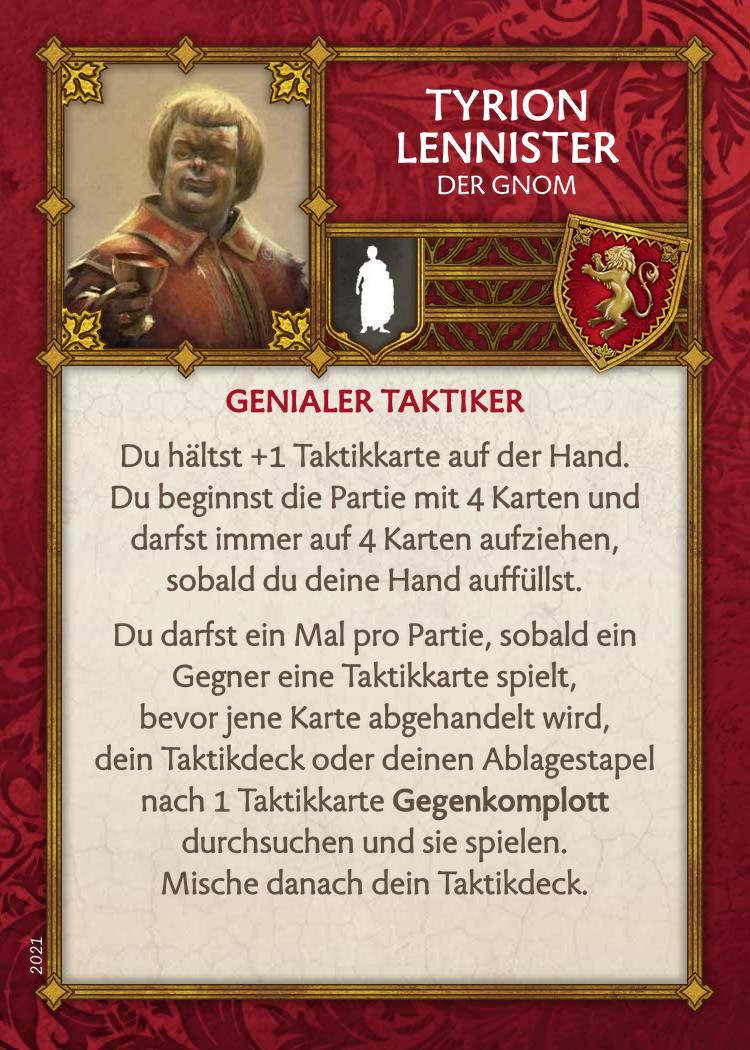 TYRION
LENNISTER
DER GNOM
GENIALER TAKTIKER
Du hältst +1 Taktikkarte auf der Hand.
Du beginnst die Partie mit 4 Karten und
darfst immer auf 4 Karten aufziehen,
sobald du deine Hand auffüllst.
Du darfst ein Mal pro Partie, sobald ein
Gegner eine Taktikkarte spielt,
bevor jene Karte abgehandelt wird,
dein Taktikdeck oder deinen Ablagestapel
nach 1 Taktikkarte Gegenkomplott
durchsuchen und sie spielen.
Mische danach dein Taktikdeck.
2021